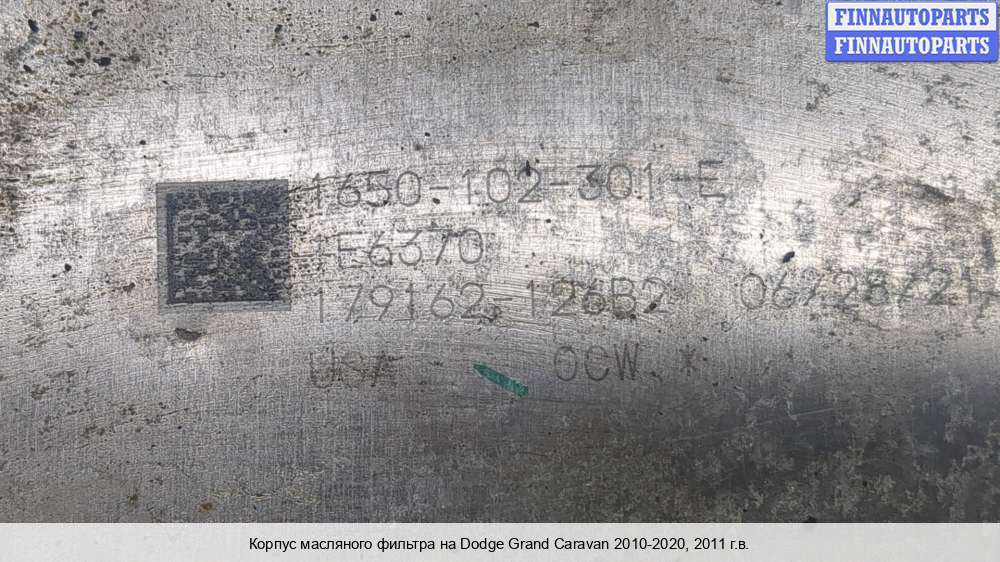 FINNAUTOPARTS
FINNAUTOPARTS
1650-102-301-E
1E6370
179162-126B2 06/28/21
USA OCW *
Корпус масляного фильтра на Dodge Grand Caravan 2010-2020, 2011 г.в.